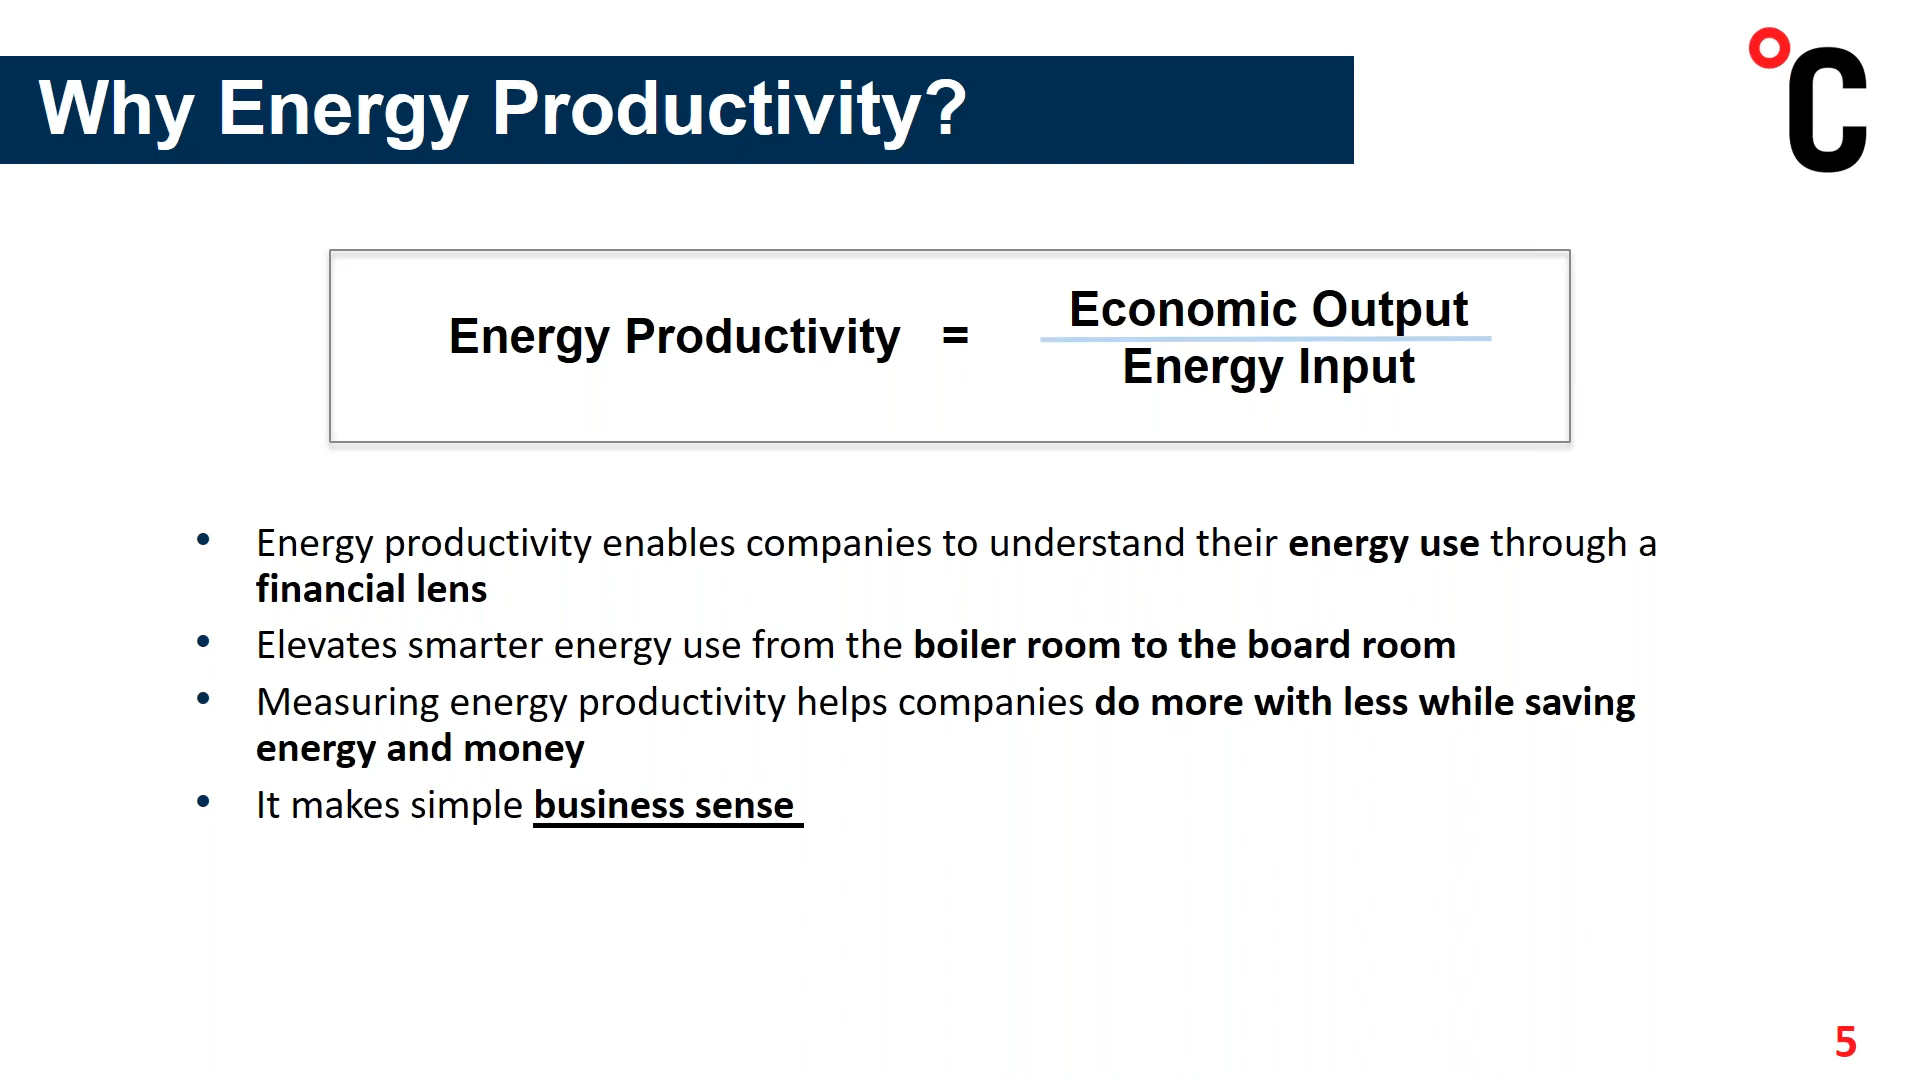 Why Energy Productivity?
°C
Energy Productivity = Economic Output
Energy Input
• Energy productivity enables companies to understand their energy use through a
financial lens
• Elevates smarter energy use from the boiler room to the board room
• Measuring energy productivity helps companies do more with less while saving
energy and money
• It makes simple business sense
5